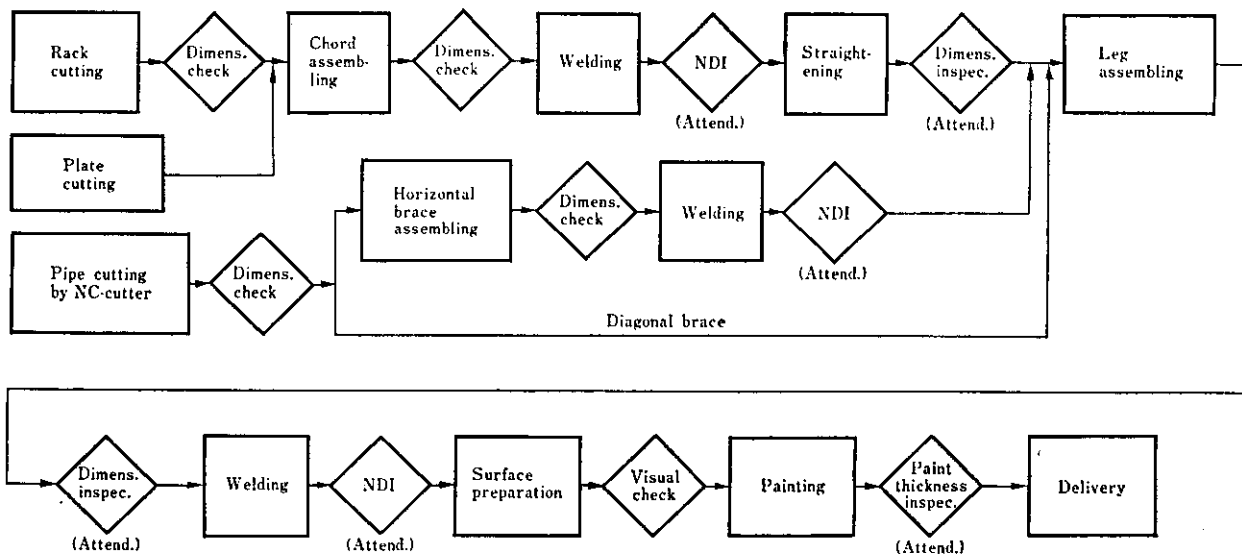 Rack
cutting
Dimens.
check
Chord
assemb-
ling
Dimens.
check
Welding
NDI
(Attend.)
Straight-
ening
Dimens.
inspec.
(Attend.)
Leg
assembling
Plate
cutting
Horizontal
brace
assembling
Dimens.
check
Welding
NDI
(Attend.)
Pipe cutting
by NC-cutter
Dimens.
check
Diagonal brace
Dimens.
inspec.
(Attend.)
Welding
NDI
(Attend.)
Surface
preparation
Visual
check
Painting
Paint
thickness
inspec.
(Attend.)
Delivery